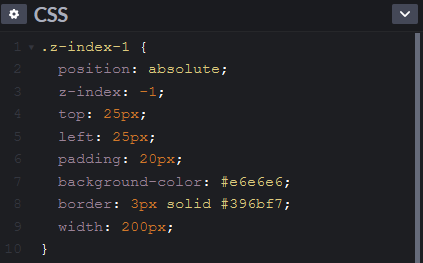 CSS
1 .z-index-1 {
2 position: absolute;
3 z-index: -1;
4 top: 25px;
5 left: 25px;
6 padding: 20px;
7 background-color: #e6e6e6;
8 border: 3px solid #396bf7;
9 width: 200px;
10 }